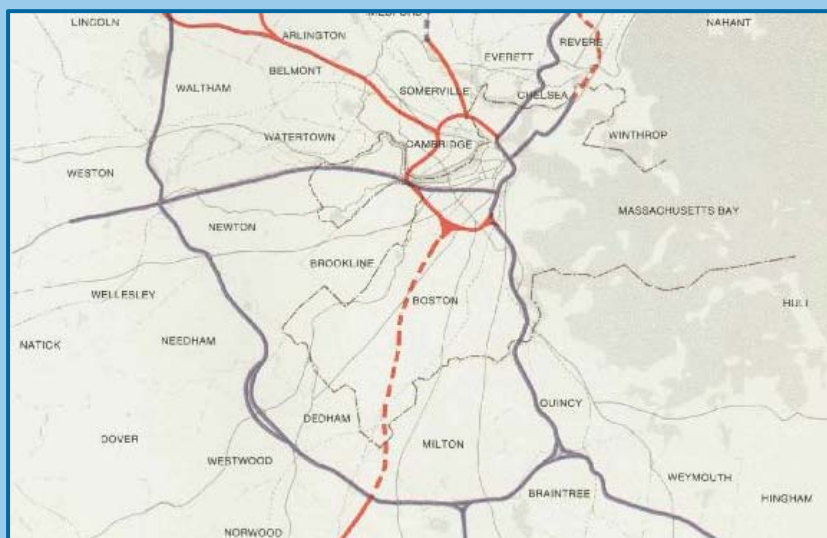 MEDFORD
LINCOLN
NAHANT
ARLINGTON
REVERE
EVERETT
BELMONT
WALTHAM
SOMERVILLE
CHELSEA
WATERTOWN
WINTHROP
CAMBRIDGE
WESTON
MASSACHUSETTS BAY
NEWTON
BROOKLINE
WELLESLEY
BOSTON
HULL
NATICK
NEEDHAM
QUINCY
DEDHAM
DOVER
MILTON
WESTWOOD
WEYMOUTH
BRAINTREE
HINGHAM
NORWOOD